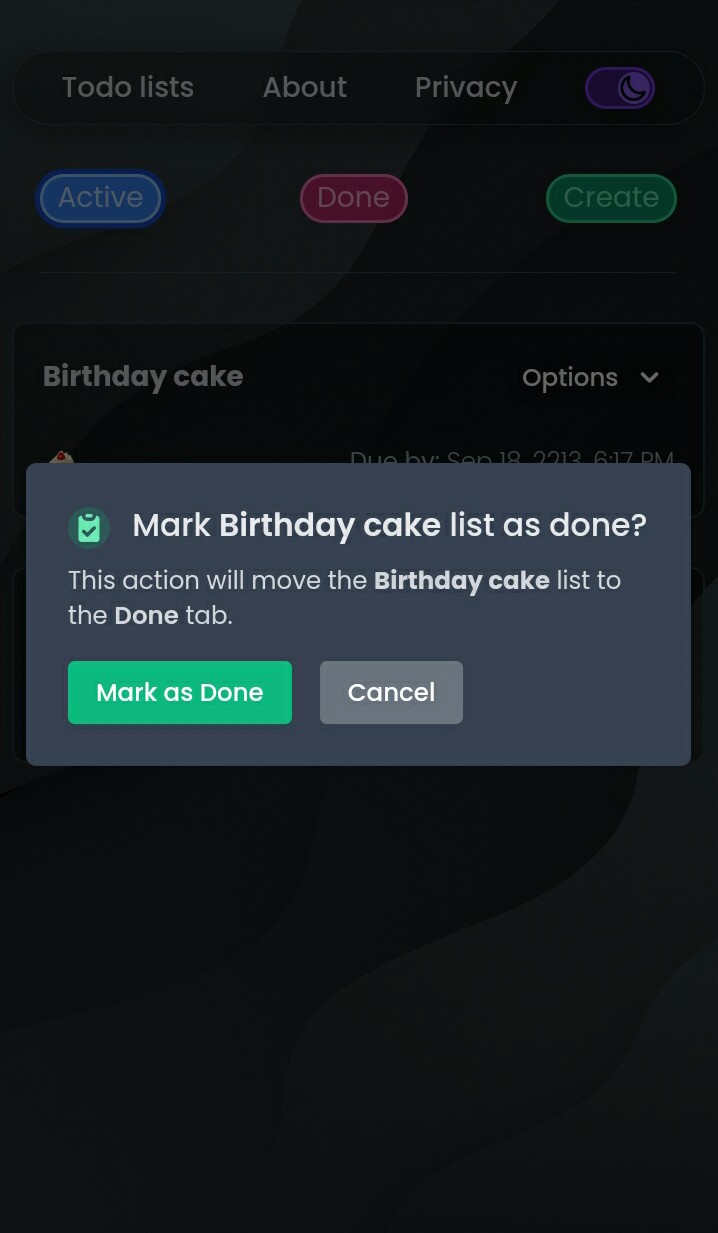 Todo lists About Privacy
Active Done Create
Birthday cake Options
Due by: Sep 18, 2213, 6:17 PM
Mark Birthday cake list as done?
This action will move the Birthday cake list to
the Done tab.
Mark as Done Cancel